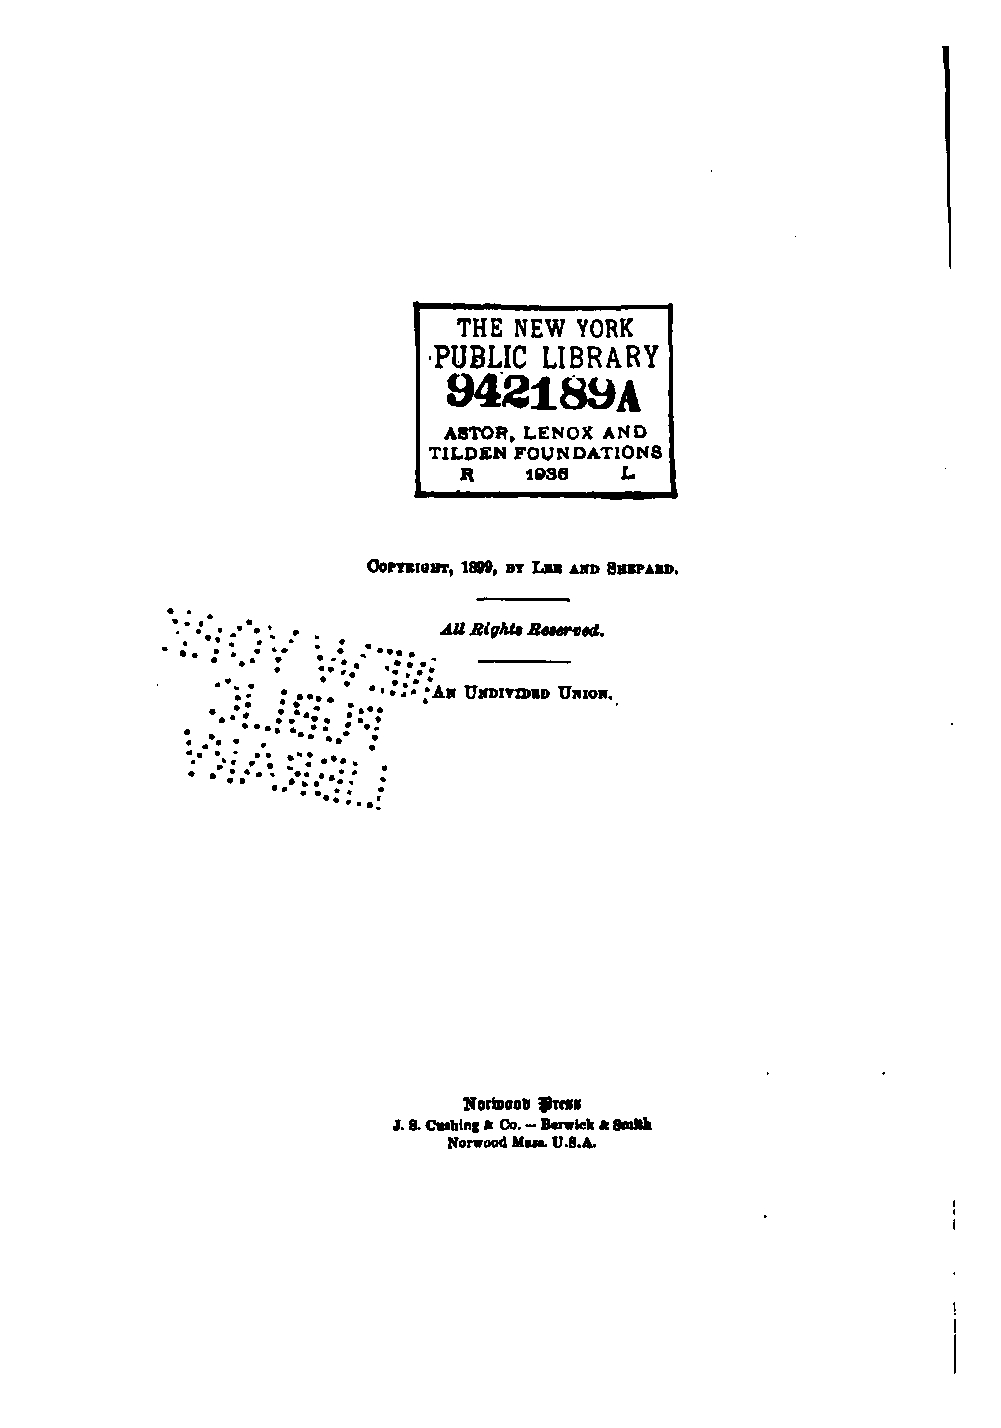 THE NEW YORK
PUBLIC LIBRARY
942189A
ASTOR, LENOX AND
TILDEN FOUNDATIONS
R 1936 L
COPYRIGHT, 1899, BY LEE AND SHEPARD.
All Rights Reserved.
AN UNDIVIDED UNION.
NEW YORK
PUBLIC
LIBRARY
Norwood Press
J. S. Cushing & Co. – Berwick & Smith
Norwood Mass. U.S.A.